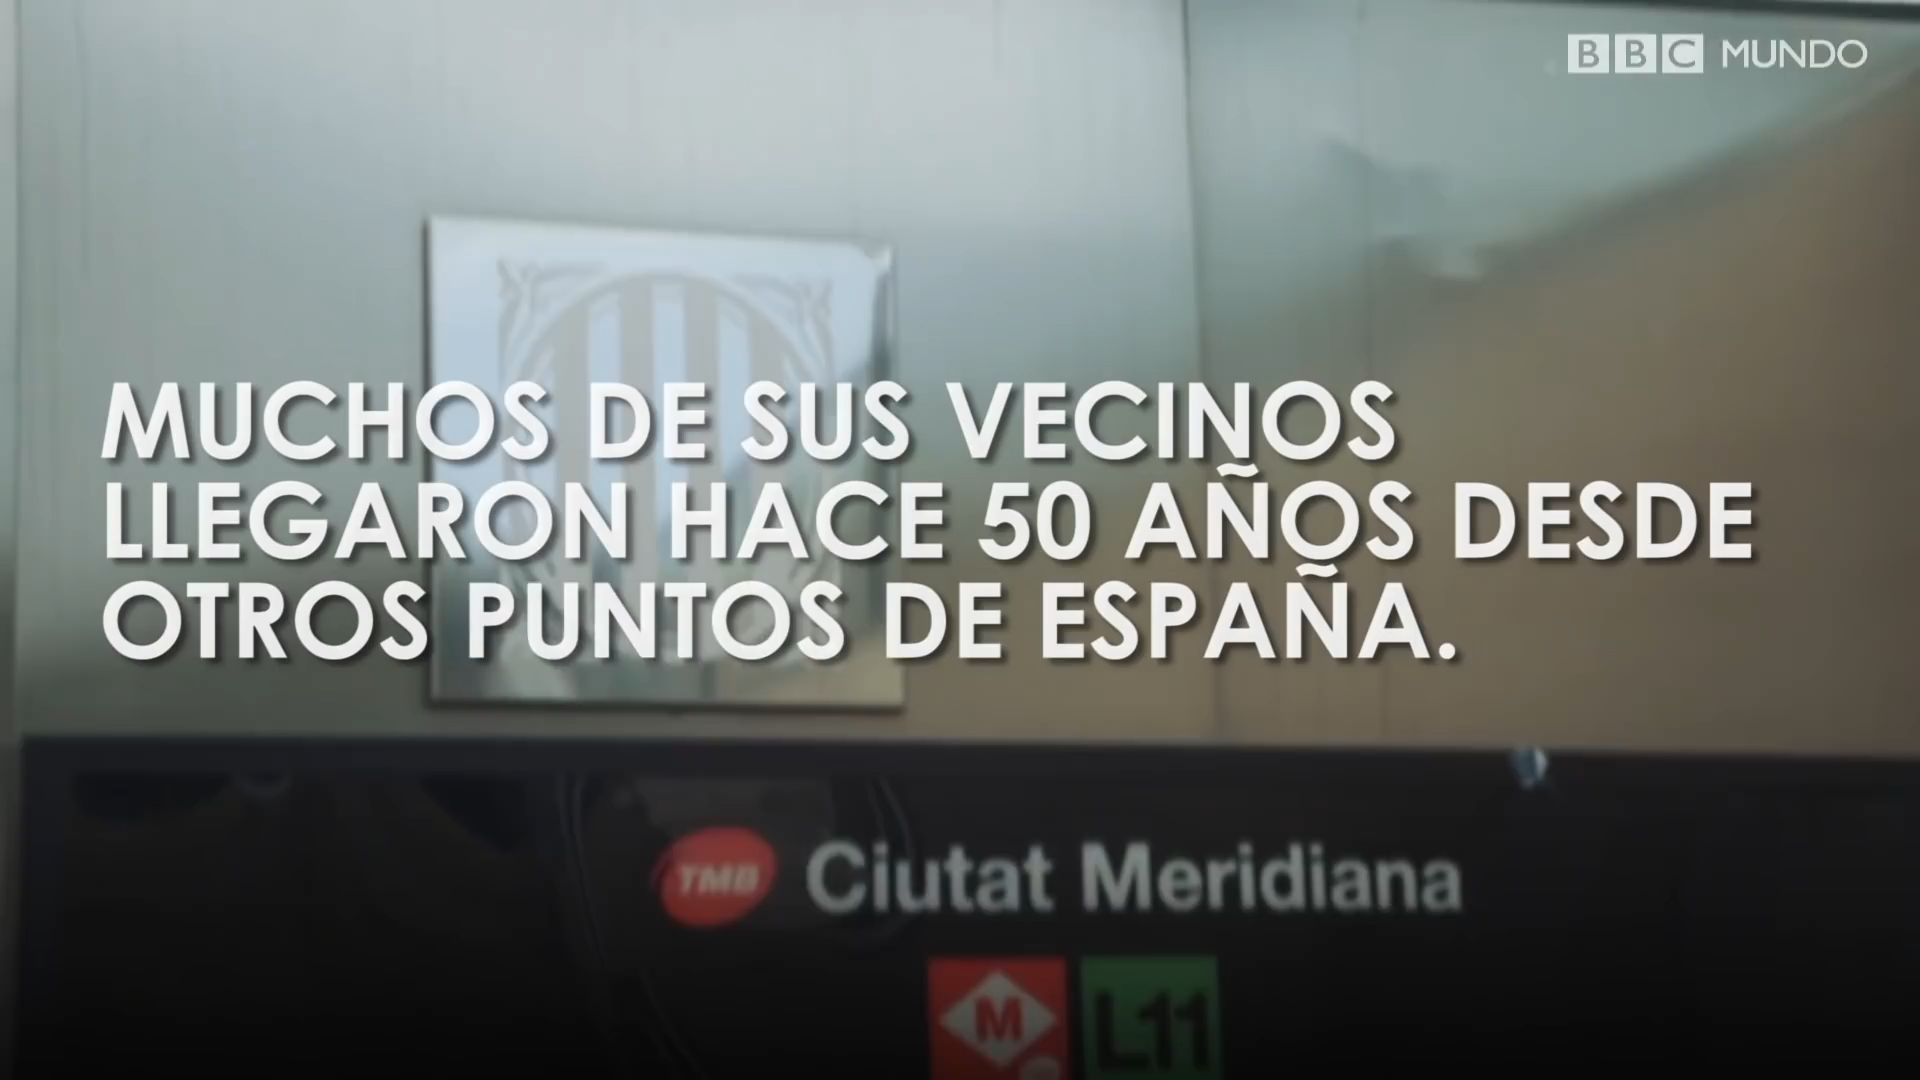 BBC MUNDO
MUCHOS DE SUS VECINOS
LLEGARON HACE 50 AÑOS DESDE
OTROS PUNTOS DE ESPAÑA.
TMB Ciutat Meridiana
M L11